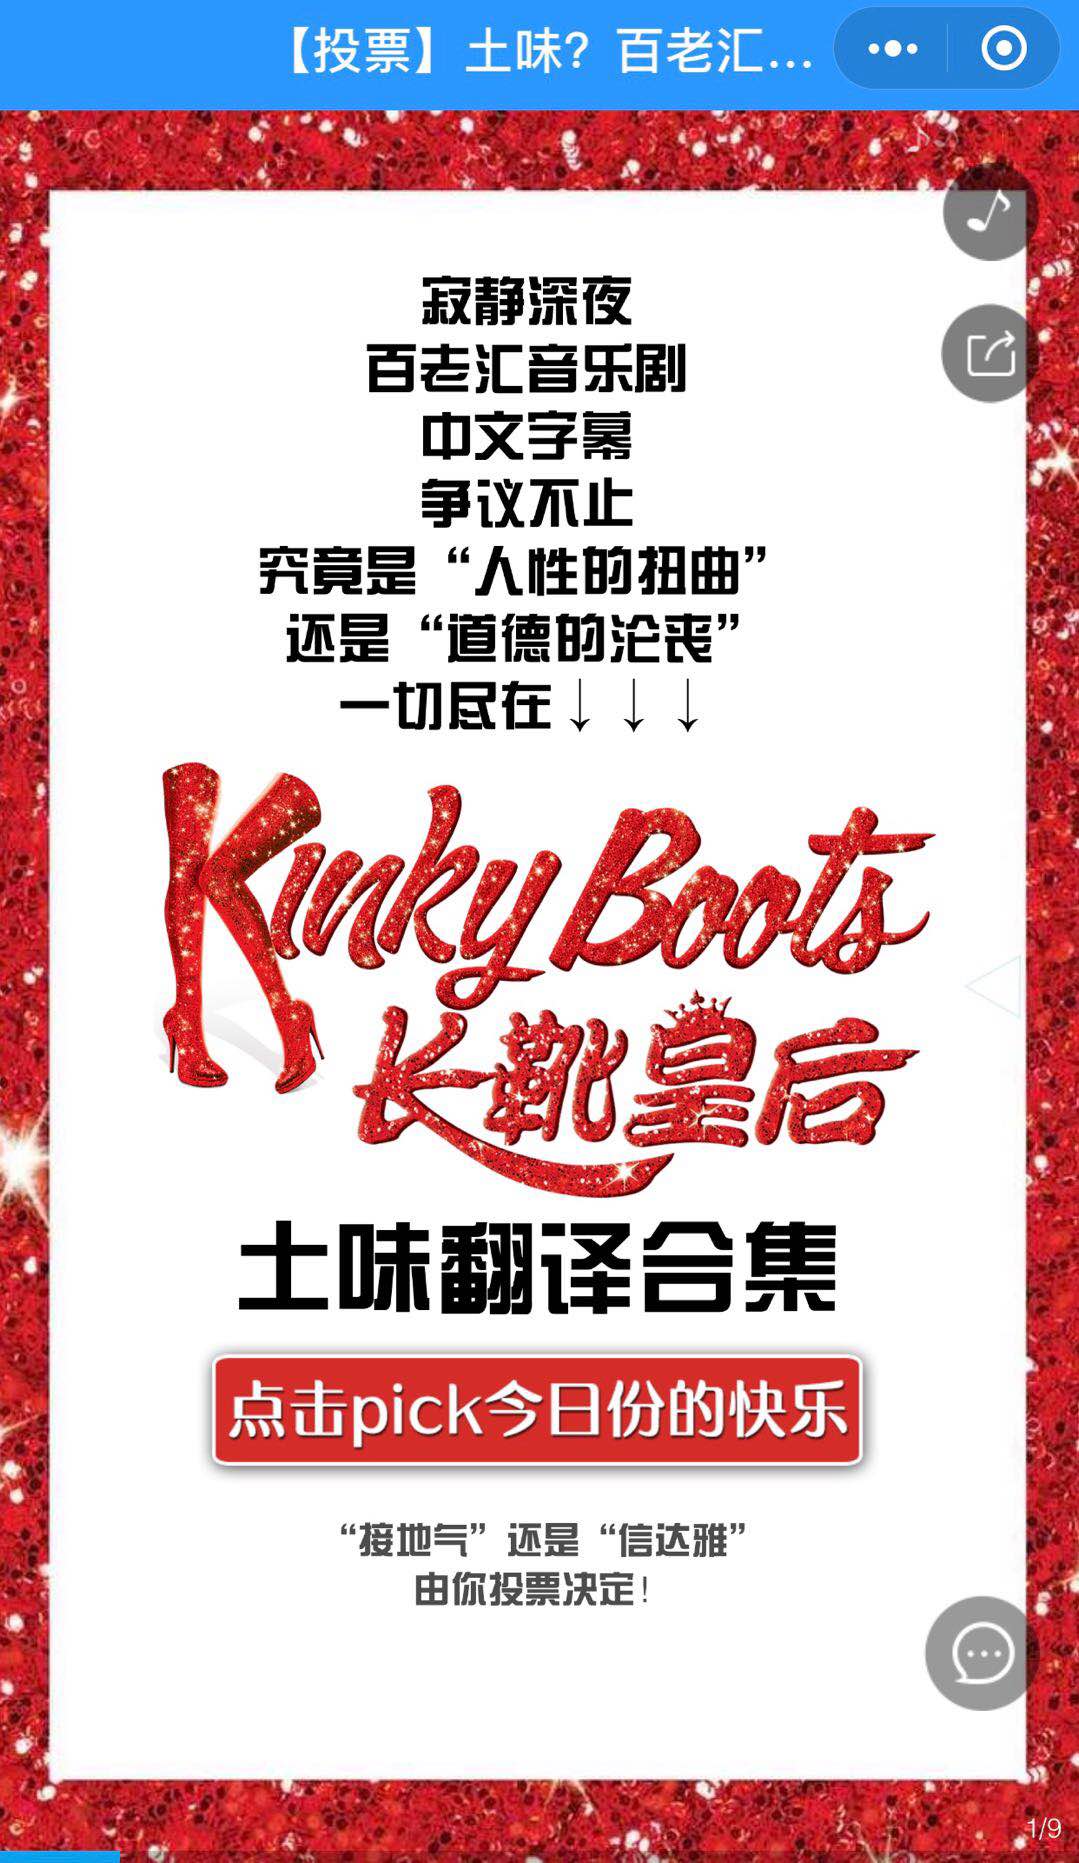 【投票】土味？百老汇...
寂静深夜
百老汇音乐剧
中文字幕
争议不止
究竟是“人性的扭曲”
还是“道德的沦丧”
一切尽在↓↓↓
Kinky Boots
长靴皇后
土味翻译合集
点击pick今日份的快乐
“接地气”还是“信达雅”
由你投票决定！
1/9